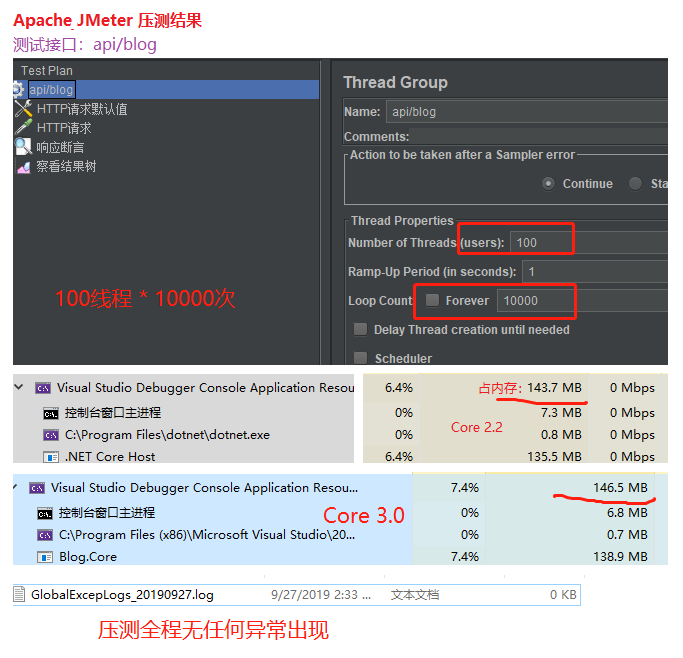 Apache JMeter 压测结果
测试接口：api/blog
Test Plan
api/blog
HTTP请求默认值
HTTP请求
响应断言
察看结果树
100线程 * 10000次
Thread Group
Name: api/blog
Comments:
Action to be taken after a Sampler error
Continue Sta
Thread Properties
Number of Threads (users): 100
Ramp-Up Period (in seconds): 1
Loop Count Forever 10000
Delay Thread creation until needed
Scheduler
Visual Studio Debugger Console Application Resou 6.4% 占内存：143.7 MB 0 Mbps
控制台窗口主进程 0% 7.3 MB 0 Mbps
Core 2.2
C:\Program Files\dotnet\dotnet.exe 0% 0.8 MB 0 Mbps
.NET Core Host 6.4% 135.5 MB 0 Mbps
Visual Studio Debugger Console Application Resou... 7.4% 146.5 MB
控制台窗口主进程 0% 6.8 MB
Core 3.0
C:\Program Files (x86)\Microsoft Visual Studio\20... 0% 0.7 MB
Blog.Core 7.4% 138.9 MB
GlobalExcepLogs_20190927.log 9/27/2019 2:33 ... 文本文档 0 KB
压测全程无任何异常出现